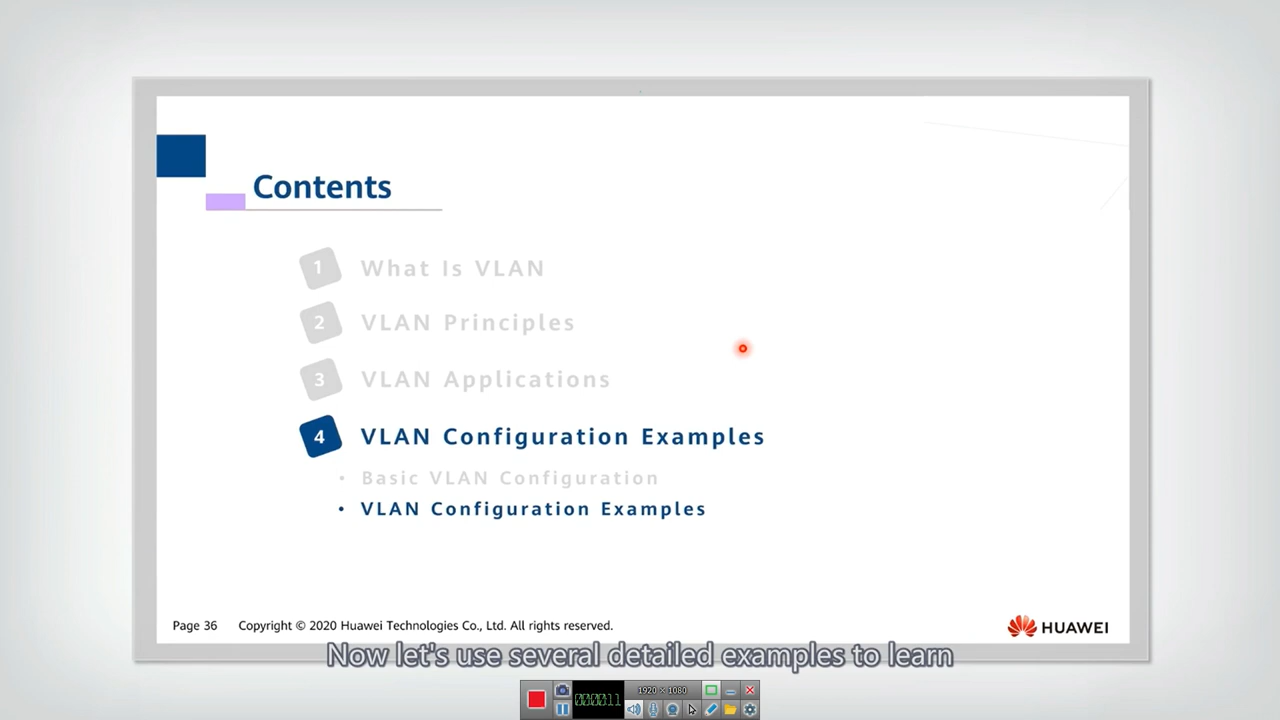 Contents
1 What Is VLAN
2 VLAN Principles
3 VLAN Applications
4 VLAN Configuration Examples
• Basic VLAN Configuration
• VLAN Configuration Examples
Page 36 Copyright © 2020 Huawei Technologies Co., Ltd. All rights reserved.
HUAWEI
Now let's use several detailed examples to learn
1920 × 1080
000011